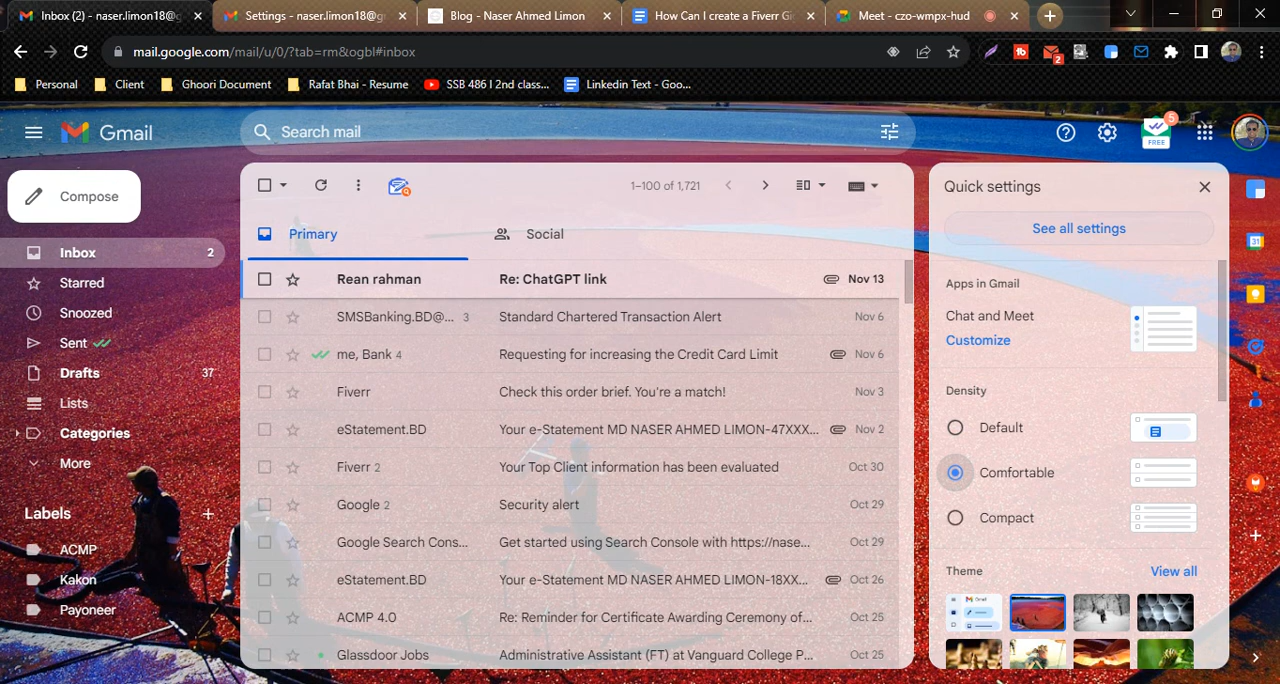 Inbox (2) - naser.limon18@g
Settings - naser.limon18@g
Blog - Naser Ahmed Limon
How Can I create a Fiverr Gi
Meet - czo-wmpx-hud
mail.google.com/mail/u/0/?tab=rm&ogbl#inbox
2
Personal
Client
Ghoori Document
Rafat Bhai - Resume
SSB 486 l 2nd class...
Linkedin Text - Goo...
Gmail
Search mail
5
FREE
Compose
1–100 of 1,721
Quick settings
See all settings
Primary
Social
Inbox 2
Starred
Snoozed
Sent
Drafts 37
Lists
Categories
More
Labels
ACMP
Kakon
Payoneer
Rean rahman Re: ChatGPT link Nov 13
SMSBanking.BD@... 3 Standard Chartered Transaction Alert Nov 6
me, Bank 4 Requesting for increasing the Credit Card Limit Nov 6
Fiverr Check this order brief. You're a match! Nov 3
eStatement.BD Your e-Statement MD NASER AHMED LIMON-47XXX... Nov 2
Fiverr 2 Your Top Client information has been evaluated Oct 30
Google 2 Security alert Oct 29
Google Search Cons... Get started using Search Console with https://nase... Oct 29
eStatement.BD Your e-Statement MD NASER AHMED LIMON-18XX... Oct 26
ACMP 4.0 Re: Reminder for Certificate Awarding Ceremony of... Oct 25
Glassdoor Jobs Administrative Assistant (FT) at Vanguard College P... Oct 25
Apps in Gmail
Chat and Meet
Customize
Density
Default
Comfortable
Compact
Theme
View all
Gmail
31